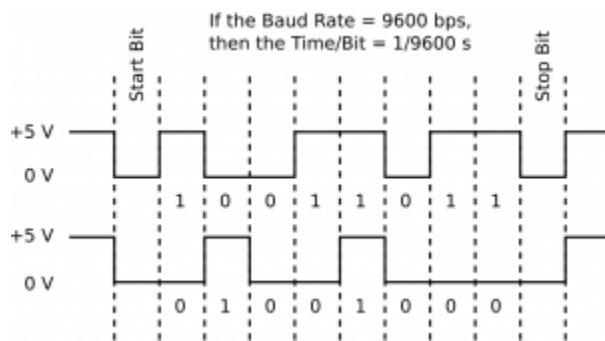 If the Baud Rate = 9600 bps,
then the Time/Bit = 1/9600 s
Start Bit
Stop Bit
+5 V
0 V
1 0 0 1 1 0 1 1
+5 V
0 V
0 1 0 0 1 0 0 0